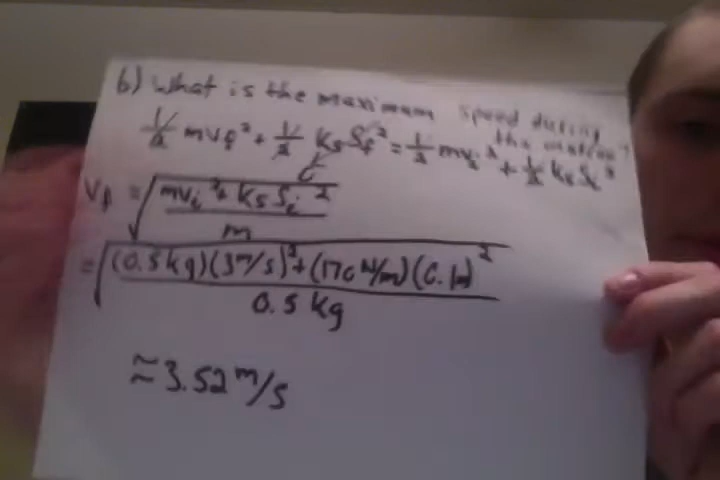 b) What is the maximum speed during
the motion?
1/2 mvf² + 1/2 ks sf² = 1/2 mvi² + 1/2 ks si²
0
vf = √(mvi² + ks si² / m)
= √((0.5 kg)(3 m/s)² + (170 N/m)(0.1m)² / 0.5 kg)
≈ 3.52 m/s